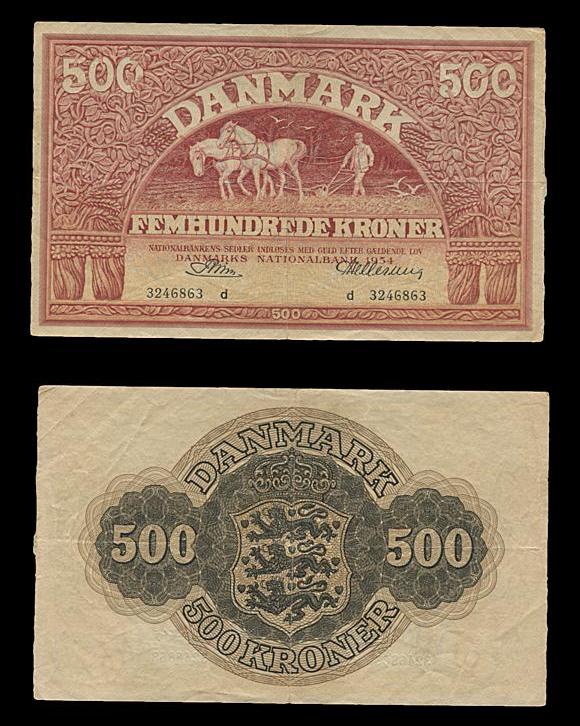 500 500
DANMARK
FEMHUNDREDE KRONER
NATIONALBANKENS SEDLER INDLØSES MED GULD EFTER GÆLDENDE LOV
DANMARKS NATIONALBANK 1954
3246863 d d 3246863
500
DANMARK
500 500
500 KRONER